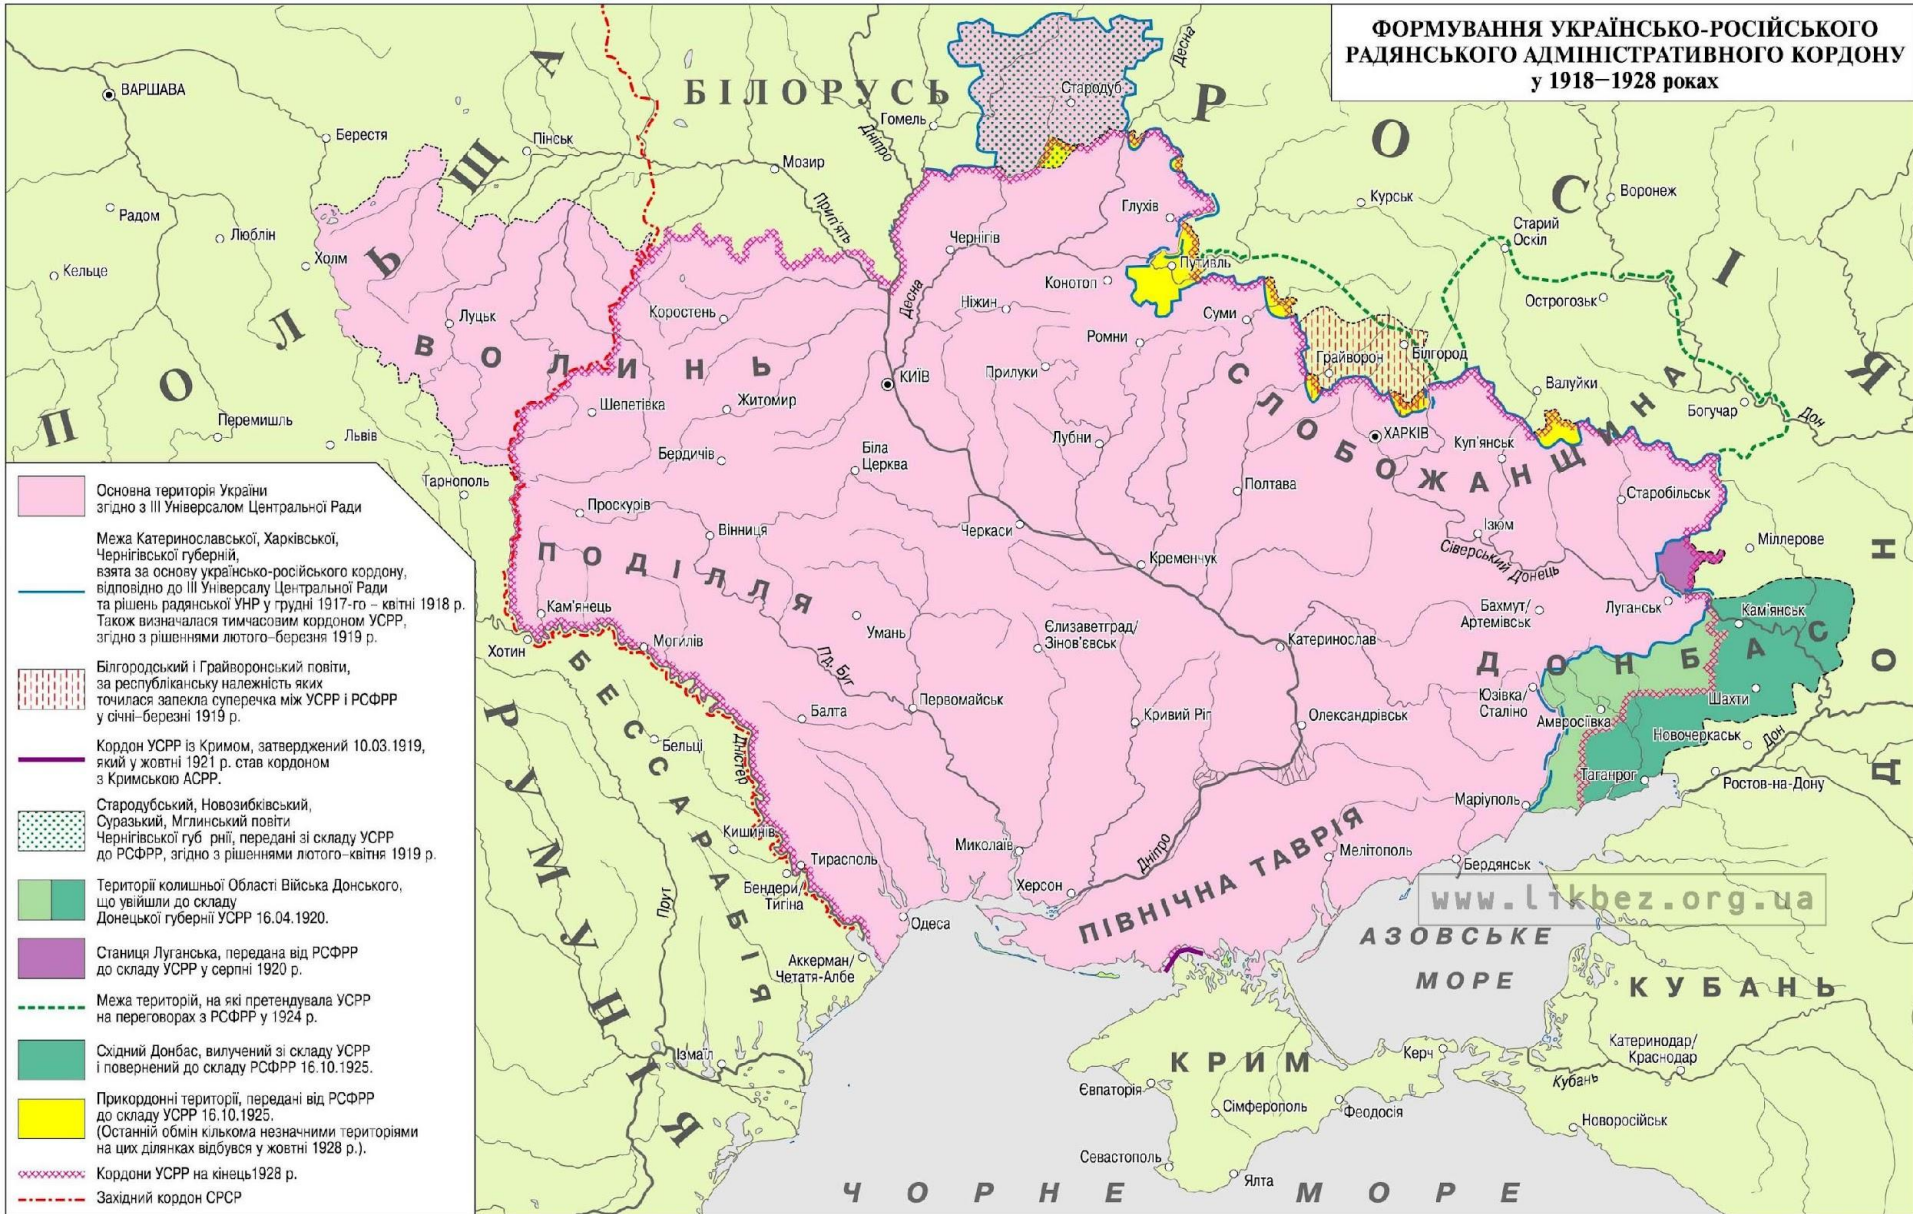 ФОРМУВАННЯ УКРАЇНСЬКО-РОСІЙСЬКОГО
РАДЯНСЬКОГО АДМІНІСТРАТИВНОГО КОРДОНУ
у 1918–1928 роках
ПОЛЬЩА
БІЛОРУСЬ
РОСІЯ
ВАРШАВА
Берестя
Пінськ
Мозир
Гомель
Дніпро
Десна
Стародуб
Радом
Люблін
Холм
Кельце
Прип'ять
Чернігів
Десна
Глухів
Курськ
Воронеж
Старий
Оскіл
Путивль
Конотоп
Ніжин
Острогозьк
Луцьк
Коростень
ВОЛИНЬ
Суми
Ромни
Прилуки
Грайворон
Білгород
Валуйки
Богучар
Дон
КИЇВ
Шепетівка
Житомир
СЛОБОЖАНЩИНА
Перемишль
Львів
Бердичів
Біла
Церква
Лубни
ХАРКІВ
Куп'янськ
Тарнополь
Проскурів
Вінниця
Черкаси
Полтава
Старобільськ
Ізюм
Сіверський Донець
Міллерове
ПОДІЛЛЯ
Кременчук
Кам'янець
Хотин
Могилів
Умань
Пд. Буг
Єлизаветград/
Зінов'євськ
Катеринослав
Бахмут/
Артемівськ
Луганськ
Кам'янськ
ДОНБАС
ДОН
Юзівка/
Сталіно
Амвросіївка
Шахти
Новочеркаськ
Дон
Таганрог
Ростов-на-Дону
Балта
Первомайськ
Кривий Ріг
Олександрівськ
Маріуполь
БЕССАРАБІЯ
Бельці
Дністер
РУМУНІЯ
Кишинів
Тирасполь
Бендери/
Тигіна
Прут
Миколаїв
Херсон
Дніпро
Мелітополь
Бердянськ
ПІВНІЧНА ТАВРІЯ
Одеса
Аккерман/
Четатя-Албе
Ізмаїл
www.likbez.org.ua
АЗОВСЬКЕ
МОРЕ
КУБАНЬ
КРИМ
Керч
Катеринодар/
Краснодар
Кубань
Євпаторія
Сімферополь
Феодосія
Новоросійськ
Севастополь
Ялта
ЧОРНЕ МОРЕ
Основна територія України
згідно з III Універсалом Центральної Ради
Межа Катеринославської, Харківської,
Чернігівської губерній,
взята за основу українсько-російського кордону,
відповідно до III Універсалу Центральної Ради
та рішень радянської УНР у грудні 1917-го – квітні 1918 р.
Також визначалася тимчасовим кордоном УСРР,
згідно з рішеннями лютого–березня 1919 р.
Білгородський і Грайворонський повіти,
за республіканську належність яких
точилася запекла суперечка між УСРР і РСФРР
у січні–березні 1919 р.
Кордон УСРР із Кримом, затверджений 10.03.1919,
який у жовтні 1921 р. став кордоном
з Кримською АСРР.
Стародубський, Новозибківський,
Суразький, Мглинський повіти
Чернігівської губ рнії, передані зі складу УСРР
до РСФРР, згідно з рішеннями лютого–квітня 1919 р.
Території колишньої Області Війська Донського,
що увійшли до складу
Донецької губернії УСРР 16.04.1920.
Станиця Луганська, передана від РСФРР
до складу УСРР у серпні 1920 р.
Межа територій, на які претендувала УСРР
на переговорах з РСФРР у 1924 р.
Східний Донбас, вилучений зі складу УСРР
і повернений до складу РСФРР 16.10.1925.
Прикордонні території, передані від РСФРР
до складу УСРР 16.10.1925.
(Останній обмін кількома незначними територіями
на цих ділянках відбувся у жовтні 1928 р.).
Кордони УСРР на кінець1928 р.
Західний кордон СРСР